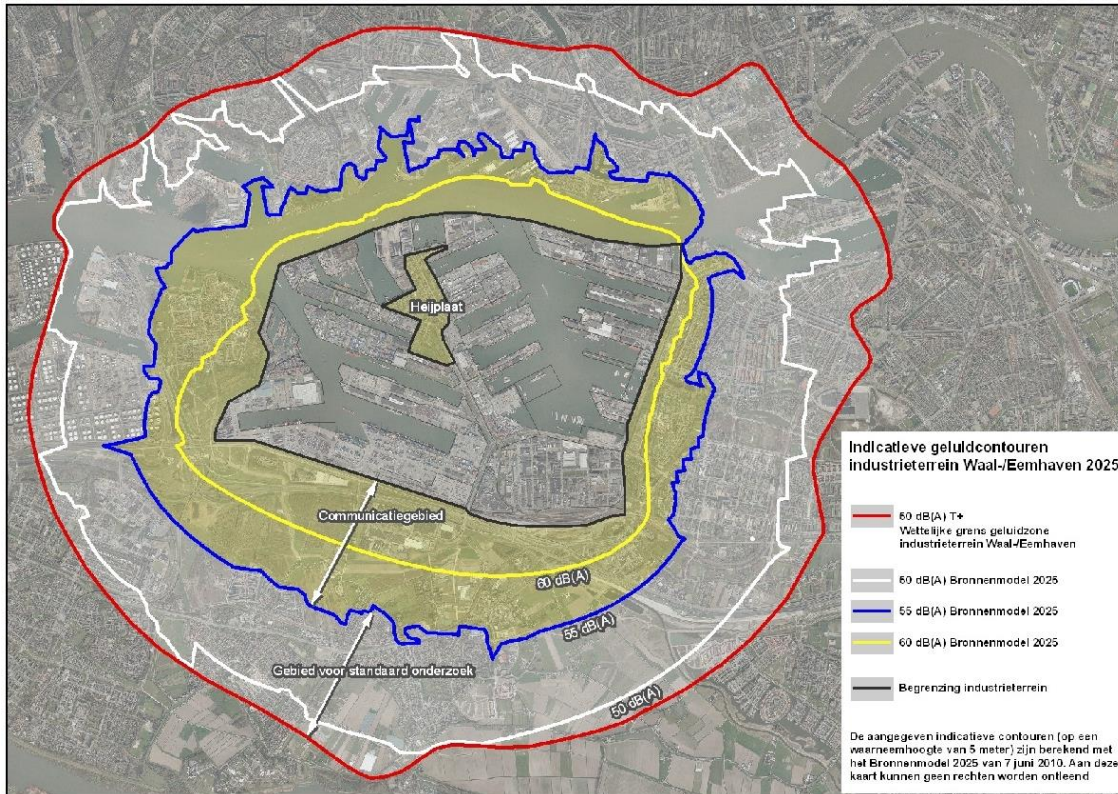 Heijplaat
Communicatiegebied
60 dB(A)
55 dB(A)
Gebied voor standaard onderzoek
50 dB(A)
Indicatieve geluidcontouren
industrieterrein Waal-/Eemhaven 2025
50 dB(A) T+
Wettelijke grens geluidzone
industrieterrein Waal-/Eemhaven
50 dB(A) Bronnenmodel 2025
55 dB(A) Bronnenmodel 2025
60 dB(A) Bronnenmodel 2025
Begrenzing industrieterrein
De aangegeven indicatieve contouren (op een
waarneemhoogte van 5 meter) zijn berekend met
het Bronnenmodel 2025 van 7 juni 2010. Aan deze
kaart kunnen geen rechten worden ontleend